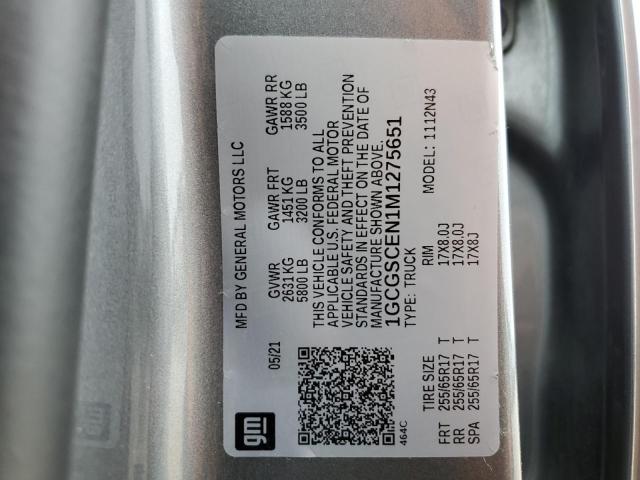 MFD BY GENERAL MOTORS LLC
05/21
GVWR GAWR FRT GAWR RR
2631 KG 1451 KG 1588 KG
5800 LB 3200 LB 3500 LB
THIS VEHICLE CONFORMS TO ALL
APPLICABLE U.S. FEDERAL MOTOR
VEHICLE SAFETY AND THEFT PREVENTION
STANDARDS IN EFFECT ON THE DATE OF
MANUFACTURE SHOWN ABOVE.
1GCGSCEN1M1275651
TYPE: TRUCK MODEL: 1112N43
gm
464C
TIRE SIZE RIM
FRT 255/65R17 T 17X8.0J
RR 255/65R17 T 17X8.0J
SPA 255/65R17 T 17X8J